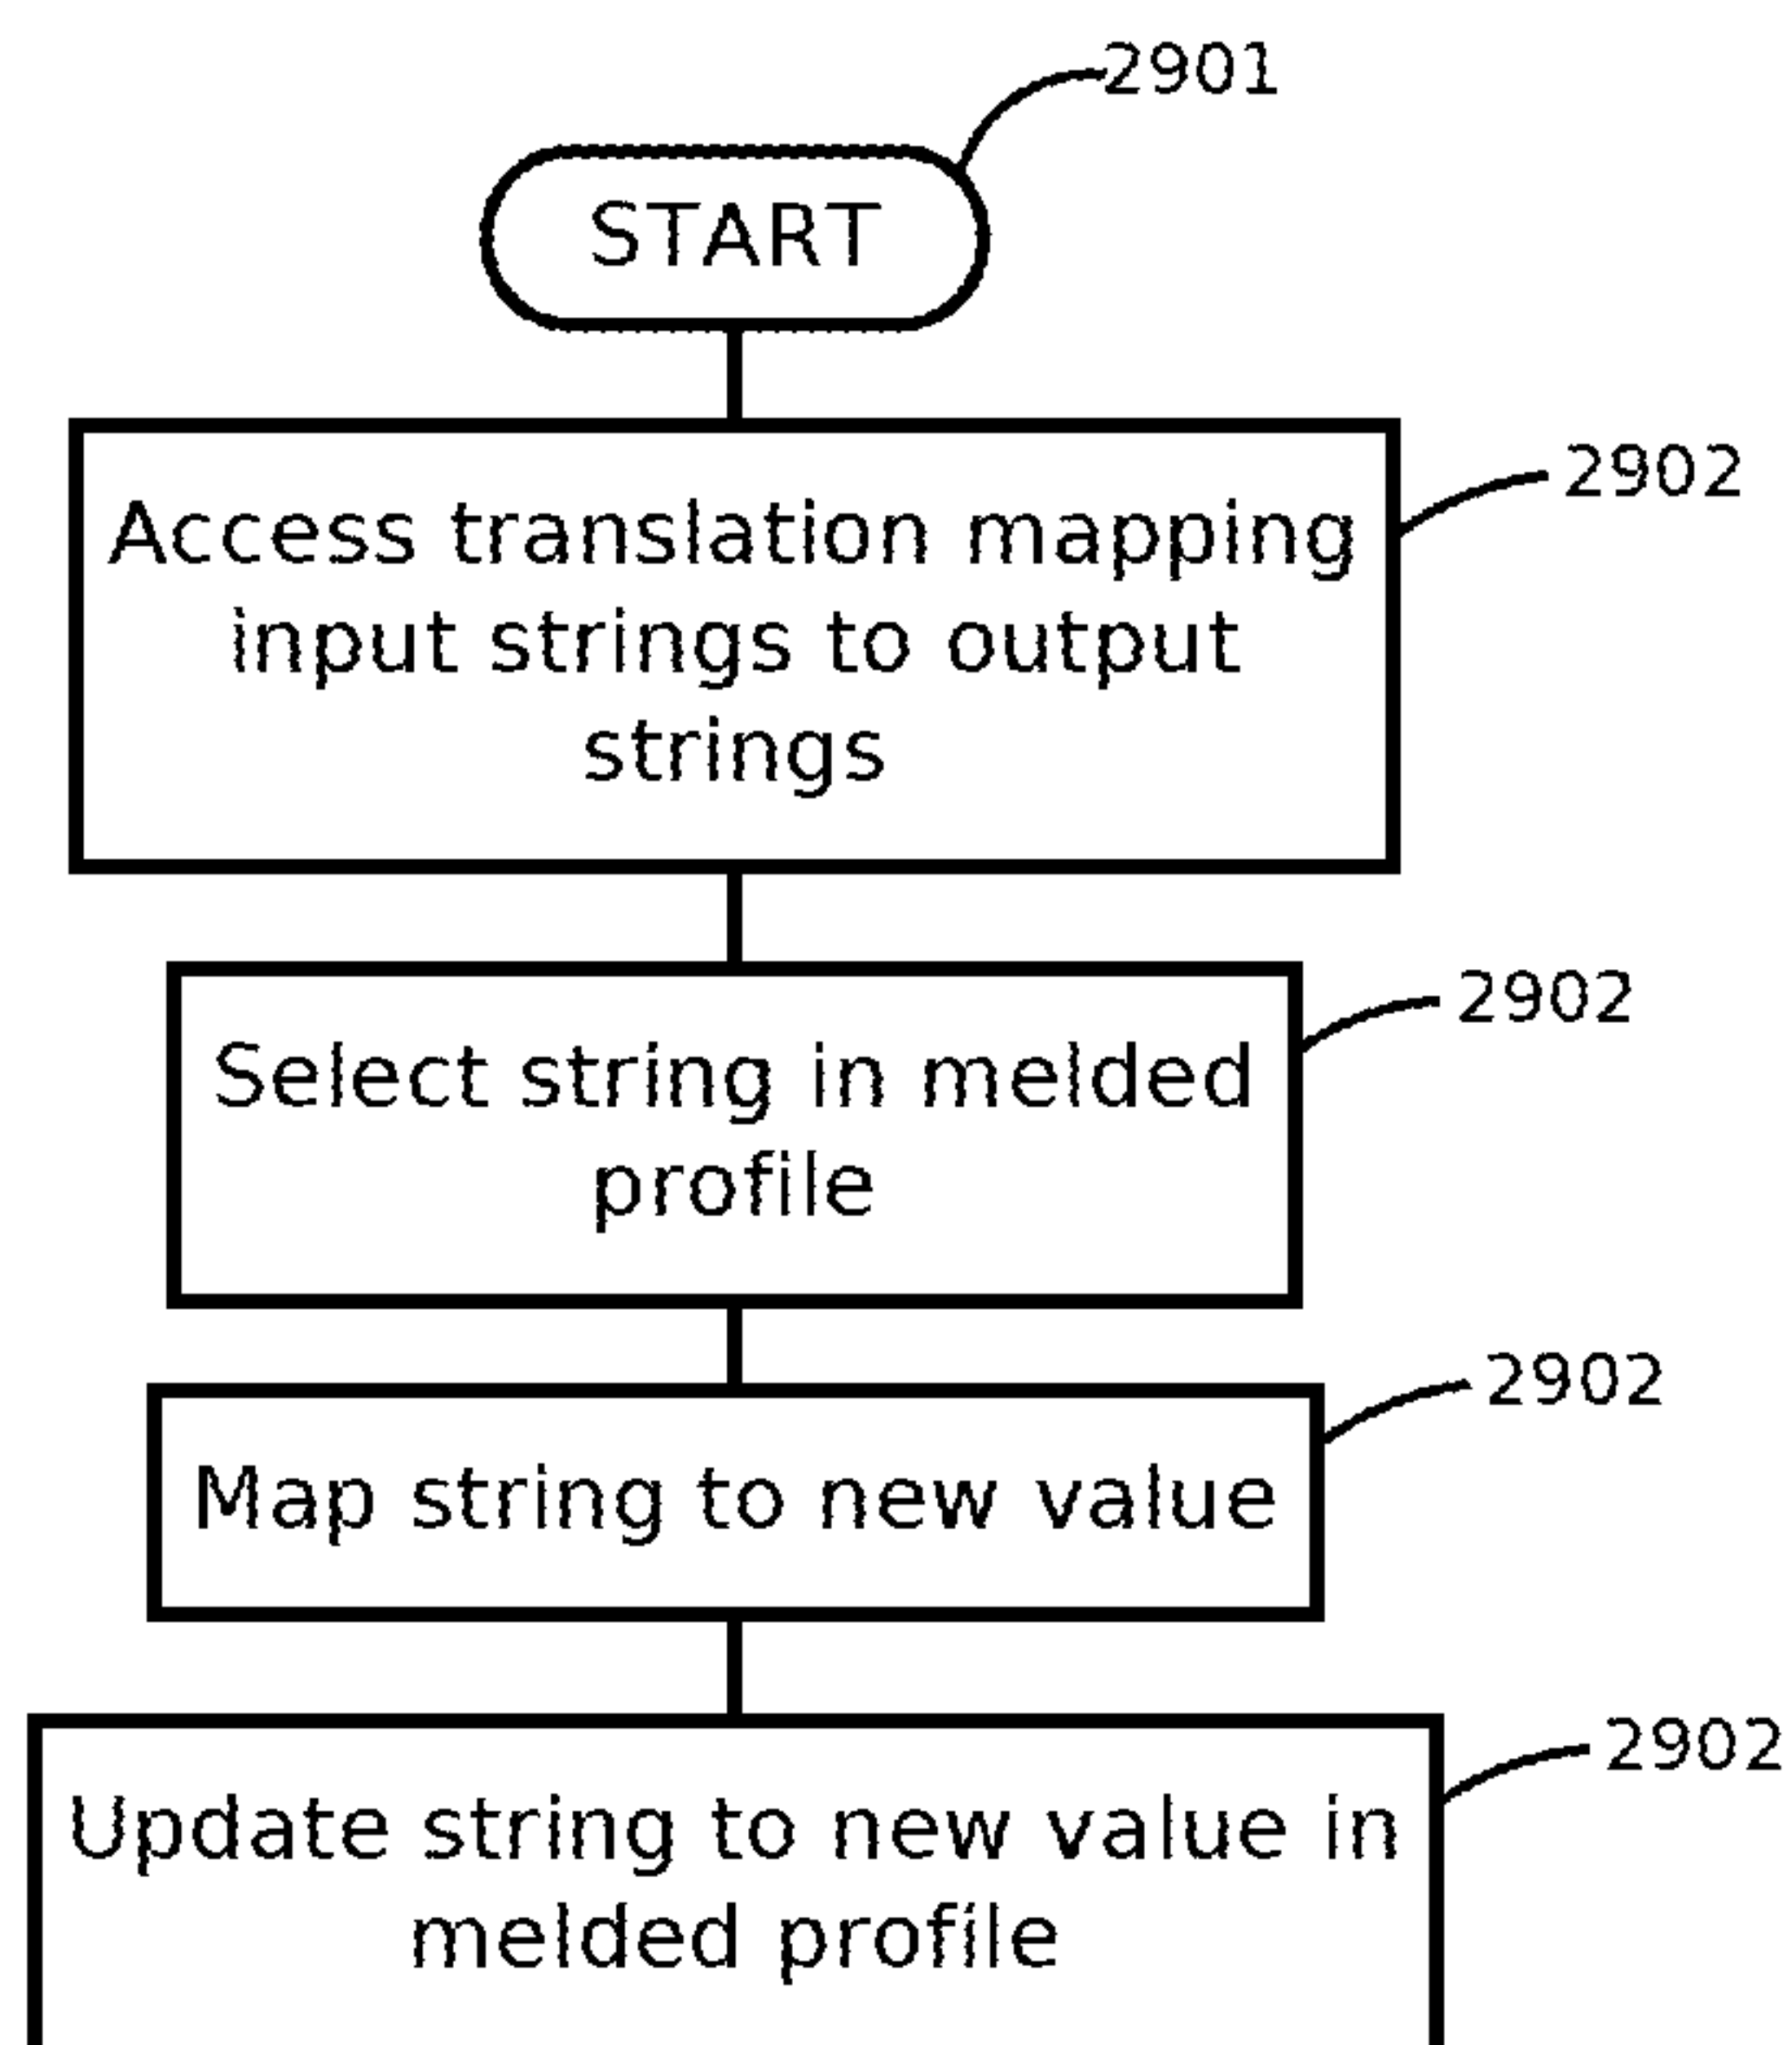 2901
START
2902
Access translation mapping
input strings to output
strings
2902
Select string in melded
profile
2902
Map string to new value
2902
Update string to new value in
melded profile